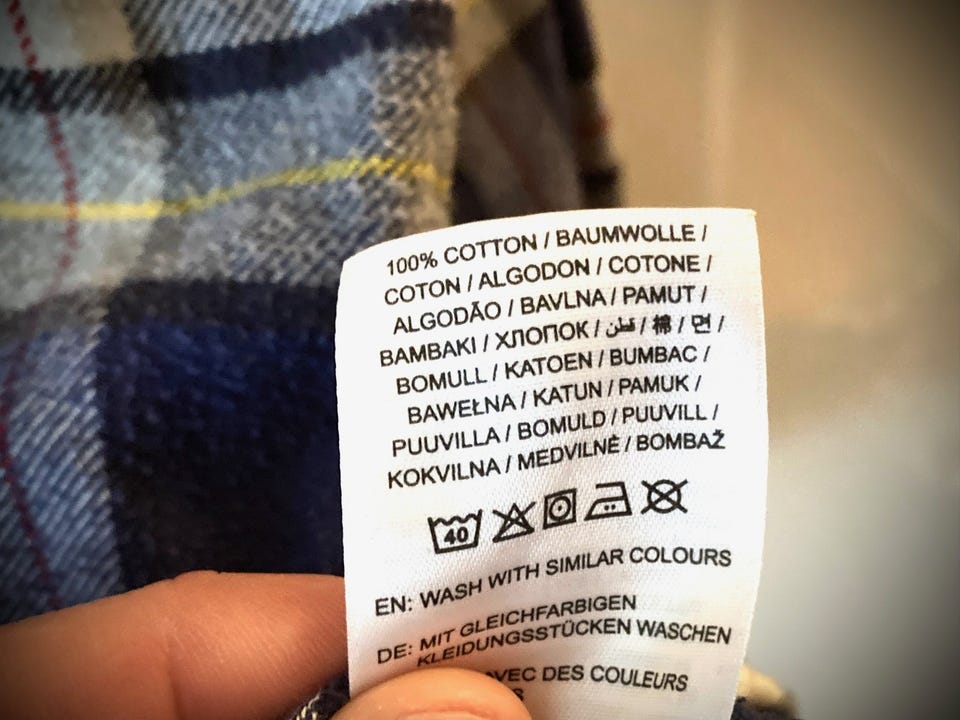 100% COTTON / BAUMWOLLE /
COTON / ALGODON / COTONE /
ALGODÃO / BAVLNA / PAMUT /
BAMBAKI / ХЛОПОК / قطن / 棉 / 면 /
BOMULL / KATOEN / BUMBAC /
BAWEŁNA / KATUN / PAMUK /
PUUVILLA / BOMULD / PUUVILL /
KOKVILNA / MEDVILNĖ / BOMBAŽ
40
EN: WASH WITH SIMILAR COLOURS
DE: MIT GLEICHFARBIGEN
KLEIDUNGSSTÜCKEN WASCHEN
AVEC DES COULEURS